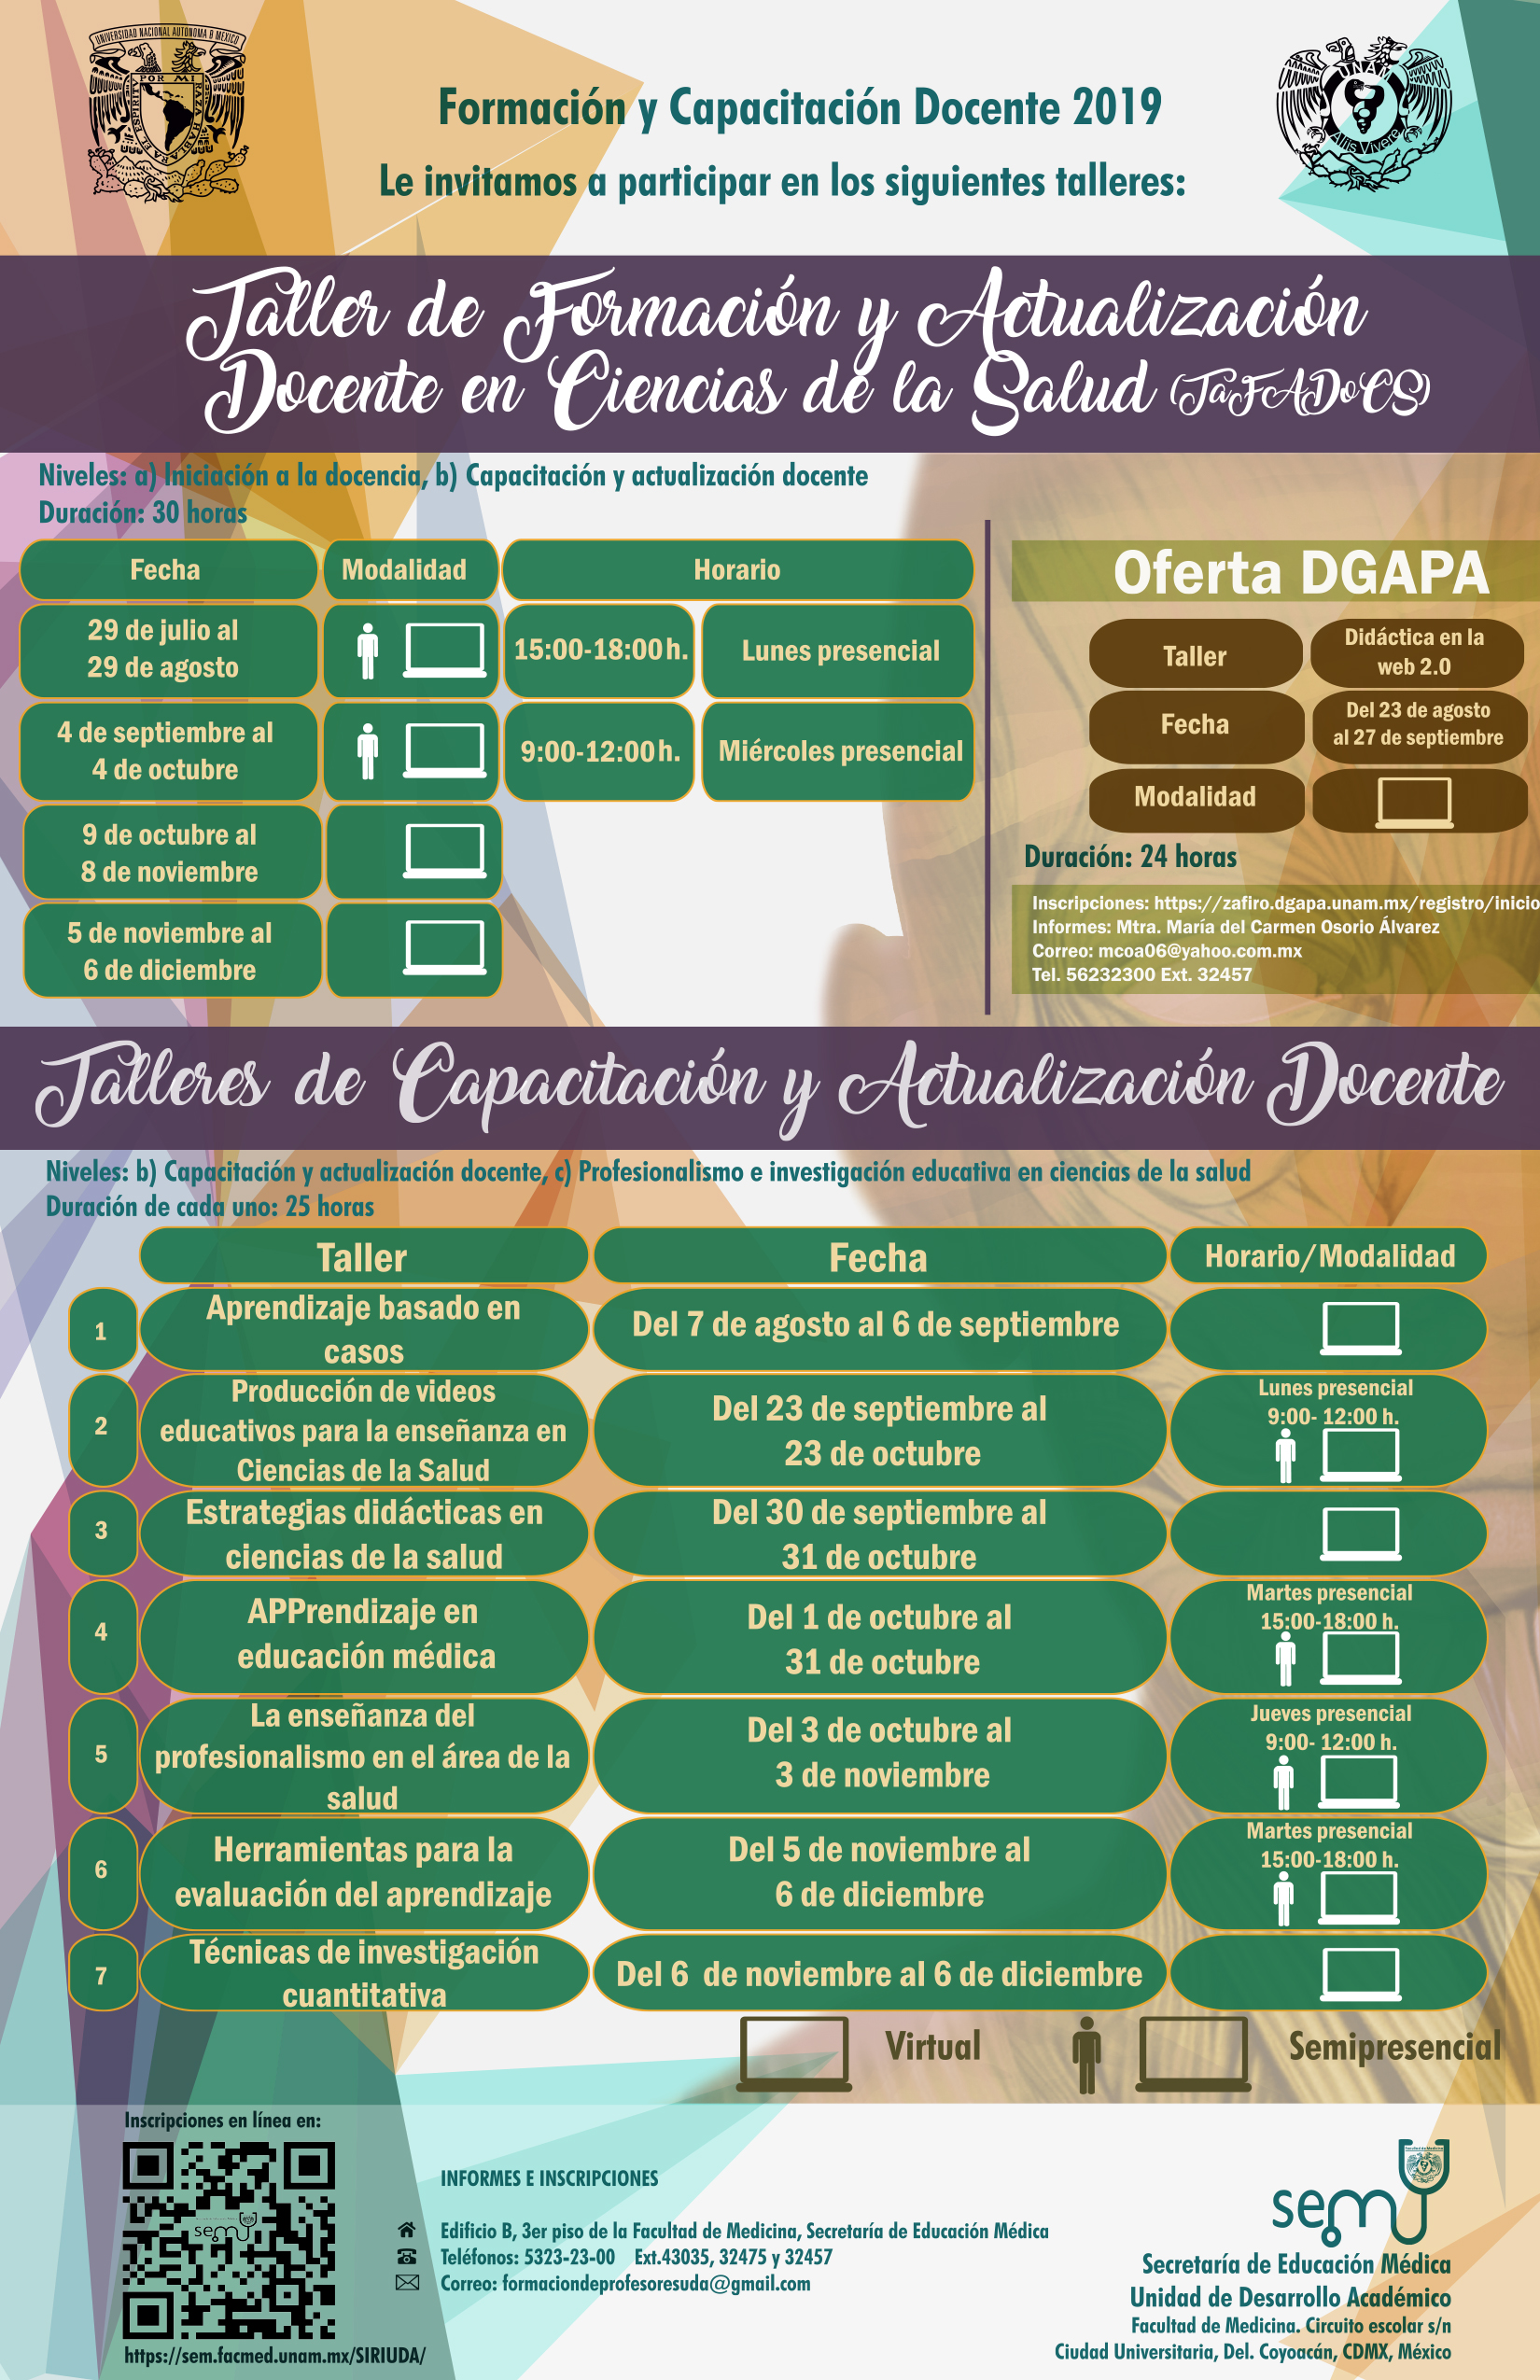 UNIVERSIDAD NACIONAL AUTÓNOMA D MEXICO
POR MI RAZA HABLARA EL ESPIRITU
UNAM
Aliis Vivere
Formación y Capacitación Docente 2019
Le invitamos a participar en los siguientes talleres:
Taller de Formación y Actualización
Docente en Ciencias de la Salud (TaFADoCS)
Niveles: a) Iniciación a la docencia, b) Capacitación y actualización docente
Duración: 30 horas
Fecha Modalidad Horario
29 de julio al
29 de agosto
15:00-18:00 h. Lunes presencial
4 de septiembre al
4 de octubre
9:00-12:00 h. Miércoles presencial
9 de octubre al
8 de noviembre
5 de noviembre al
6 de diciembre
Oferta DGAPA
Taller
Didáctica en la
web 2.0
Fecha
Del 23 de agosto
al 27 de septiembre
Modalidad
Duración: 24 horas
Inscripciones: https://zafiro.dgapa.unam.mx/registro/inicio
Informes: Mtra. María del Carmen Osorio Álvarez
Correo: mcoa06@yahoo.com.mx
Tel. 56232300 Ext. 32457
Talleres de Capacitación y Actualización Docente
Niveles: b) Capacitación y actualización docente, c) Profesionalismo e investigación educativa en ciencias de la salud
Duración de cada uno: 25 horas
Taller Fecha Horario/Modalidad
1
Aprendizaje basado en
casos
Del 7 de agosto al 6 de septiembre
2
Producción de videos
educativos para la enseñanza en
Ciencias de la Salud
Del 23 de septiembre al
23 de octubre
Lunes presencial
9:00- 12:00 h.
3
Estrategias didácticas en
ciencias de la salud
Del 30 de septiembre al
31 de octubre
4
APPrendizaje en
educación médica
Del 1 de octubre al
31 de octubre
Martes presencial
15:00-18:00 h.
5
La enseñanza del
profesionalismo en el área de la
salud
Del 3 de octubre al
3 de noviembre
Jueves presencial
9:00- 12:00 h.
6
Herramientas para la
evaluación del aprendizaje
Del 5 de noviembre al
6 de diciembre
Martes presencial
15:00-18:00 h.
7
Técnicas de investigación
cuantitativa
Del 6 de noviembre al 6 de diciembre
Virtual Semipresencial
Inscripciones en línea en:
sem
https://sem.facmed.unam.mx/SIRIUDA/
INFORMES E INSCRIPCIONES
Edificio B, 3er piso de la Facultad de Medicina, Secretaría de Educación Médica
Teléfonos: 5323-23-00 Ext.43035, 32475 y 32457
Correo: formaciondeprofesoresuda@gmail.com
Facultad de Medicina
sem
Secretaría de Educación Médica
Unidad de Desarrollo Académico
Facultad de Medicina. Circuito escolar s/n
Ciudad Universitaria, Del. Coyoacán, CDMX, México